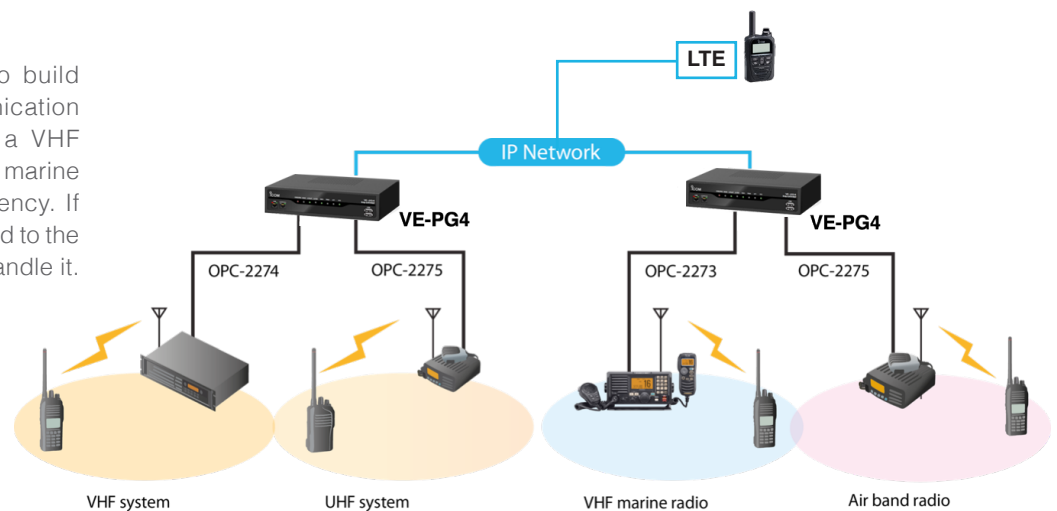 o build
nication
a VHF
marine
ency. If
d to the
andle it.
LTE
IP Network
VE-PG4
VE-PG4
OPC-2274
OPC-2275
OPC-2273
OPC-2275
16
VHF system
UHF system
VHF marine radio
Air band radio